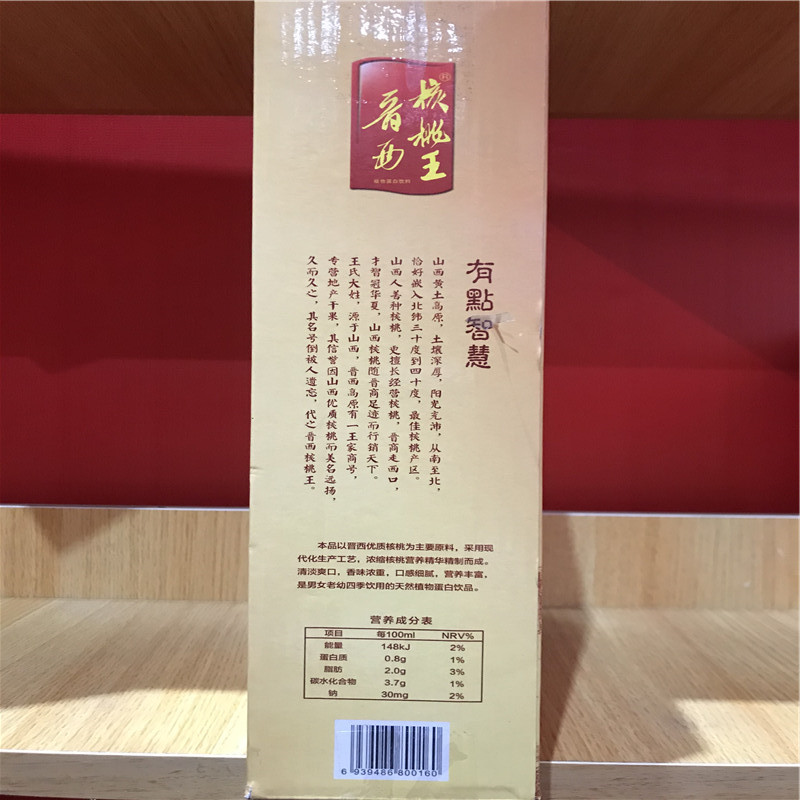 核桃王®
晋西
植物蛋白饮料
有點智慧
山西黄土高原，土壤深厚，阳光充沛，从南至北，
恰好嵌入北纬三十度到四十度，最佳核桃产区。
山西人善种核桃，更擅长经营核桃，晋商走西口，
才智冠华夏，山西核桃随晋商足迹而行销天下。
王氏大姓，源于山西，晋西高原有一王家商号，
专营地产干果，其信誉因山西优质核桃而美名远扬，
久而久之，其名号倒被人遗忘，代之晋西核桃王。
本品以晋西优质核桃为主要原料，采用现
代化生产工艺，浓缩核桃营养精华精制而成。
清淡爽口，香味浓重，口感细腻，营养丰富，
是男女老幼四季饮用的天然植物蛋白饮品。
营养成分表
项目 每100ml NRV%
能量 148kJ 2%
蛋白质 0.8g 1%
脂肪 2.0g 3%
碳水化合物 3.7g 1%
钠 30mg 2%
6 939486 800160